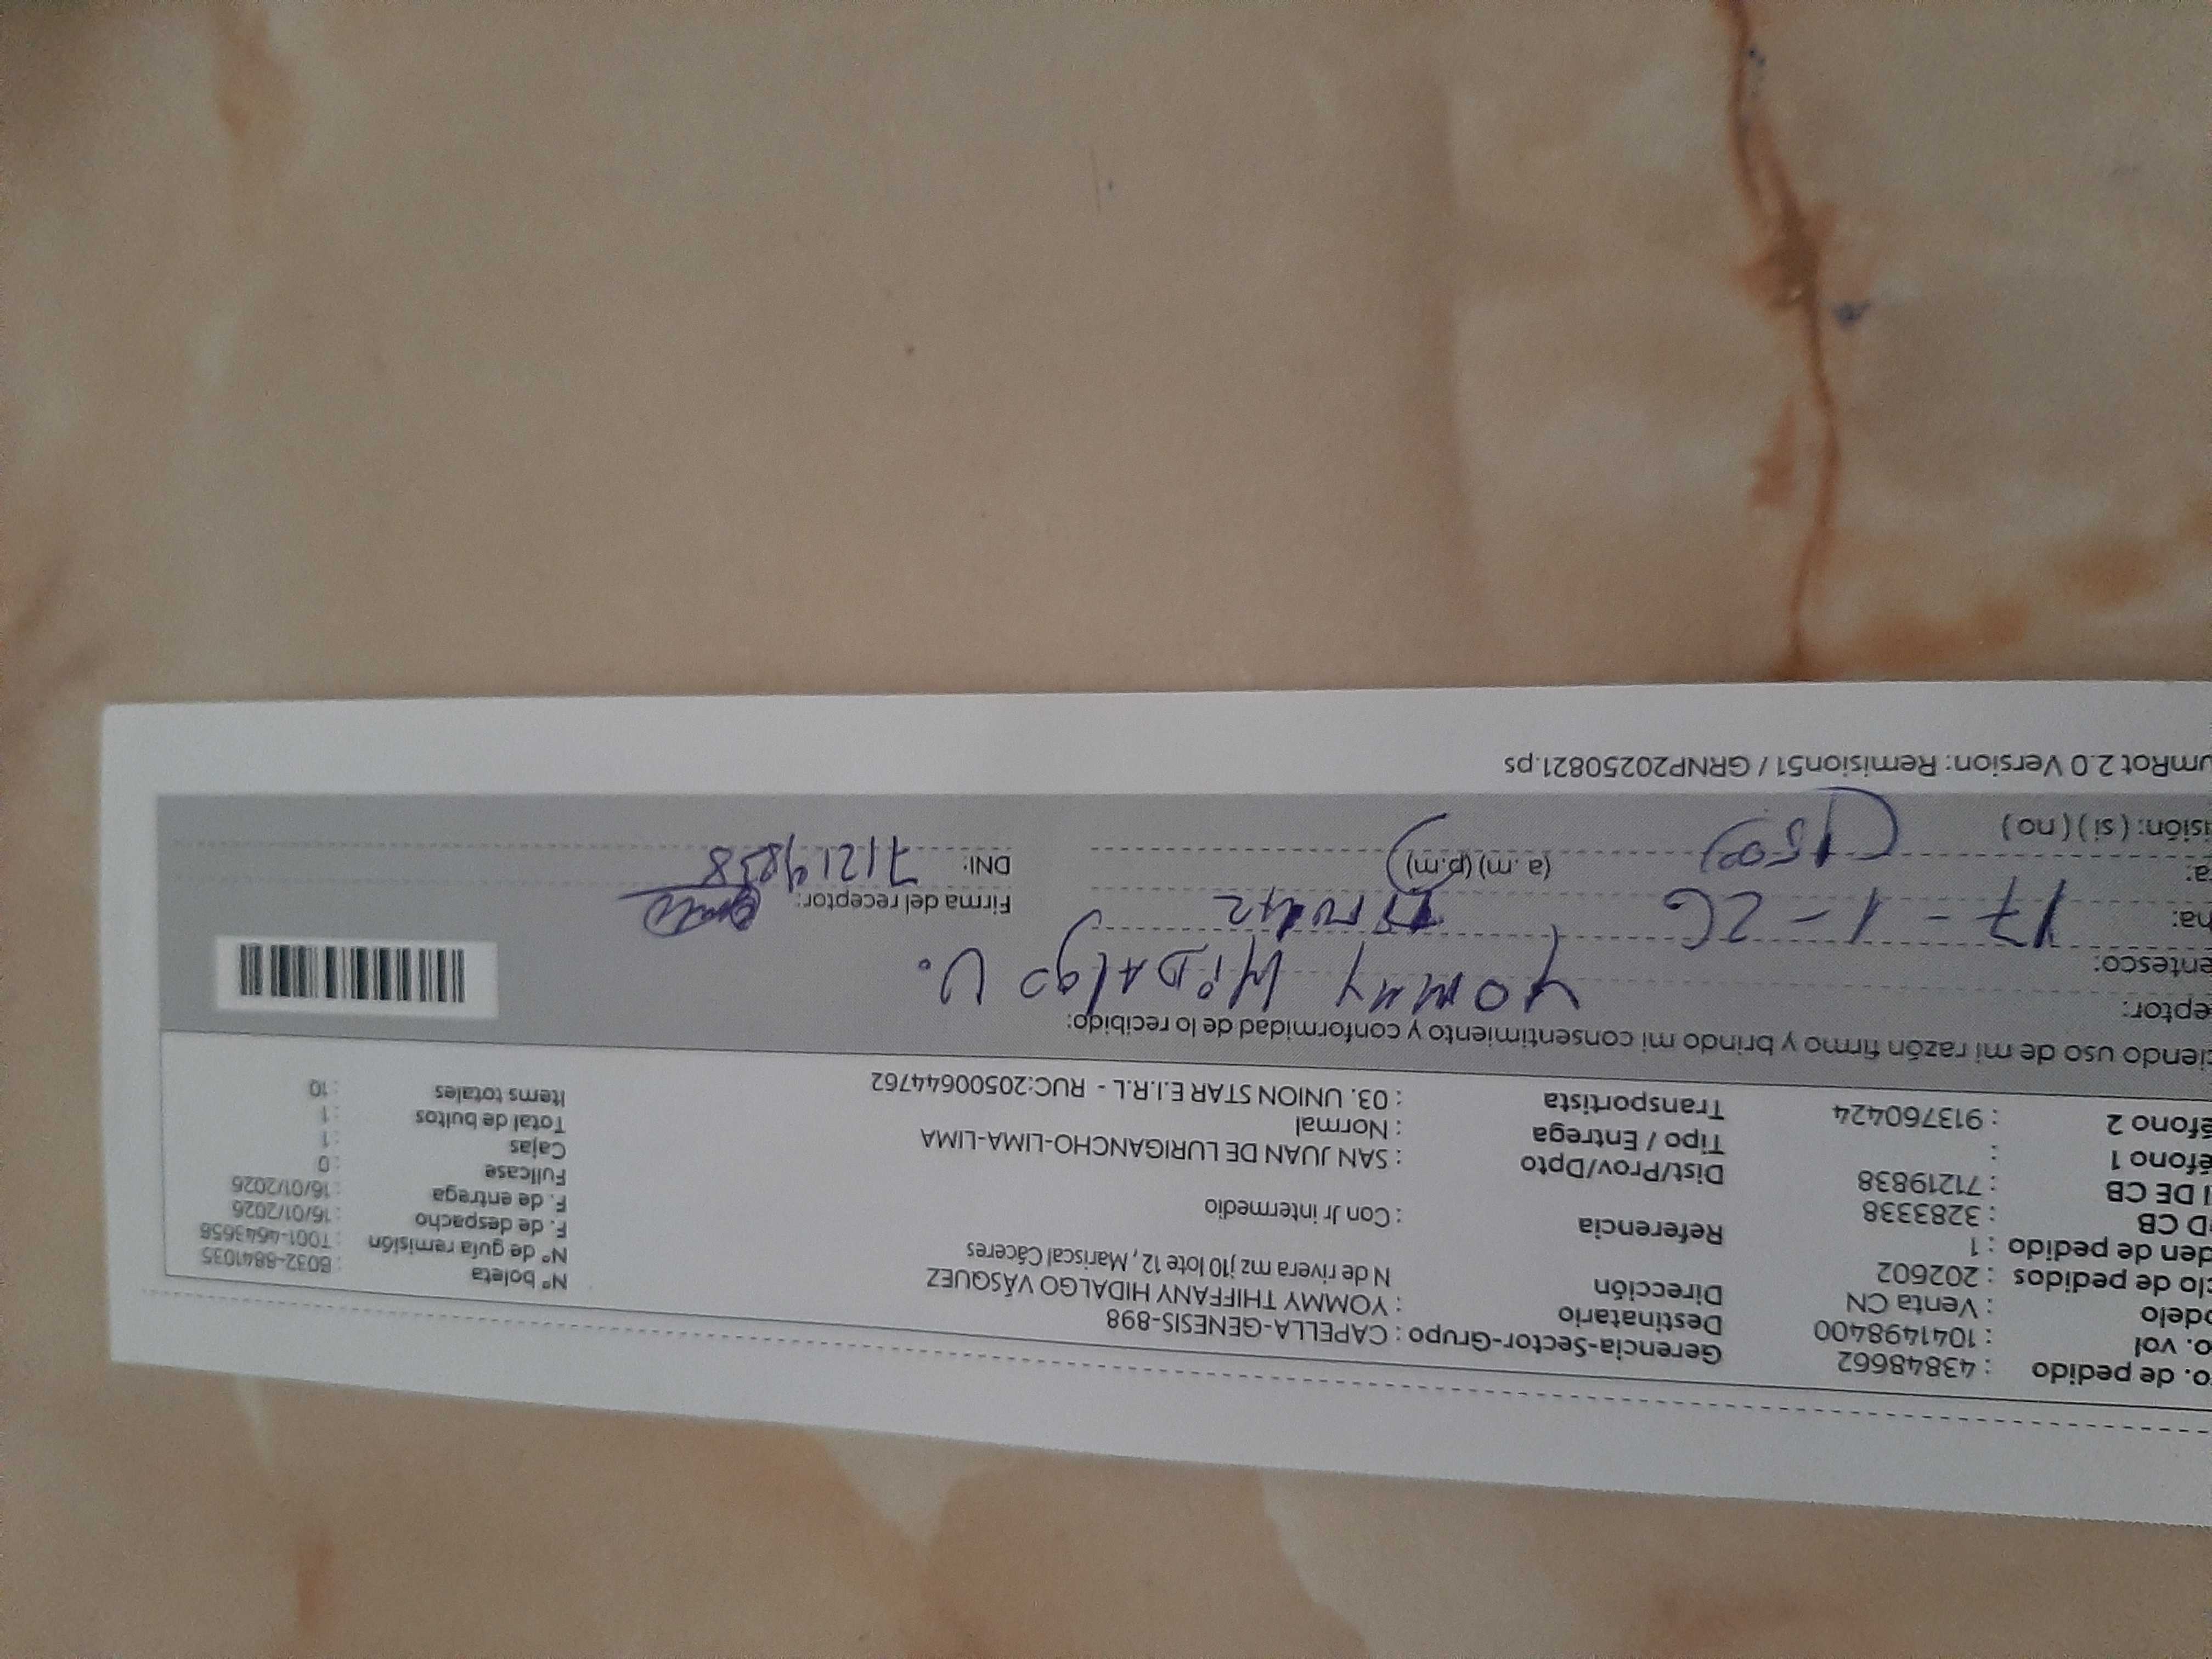 o. de pedido : 43848662 Gerencia-Sector-Grupo : CAPELLA-GENESIS-898
o. vol : 1041498400 Destinatario : YOMMY THIFFANY HIDALGO VÁSQUEZ Nº boleta : B032-8841035
odelo : Venta CN Dirección N de rivera mz j10 lote 12, Mariscal Cáceres Nº de guía remisión : T001-4643658
clo de pedidos : 202602 F. de despacho : 16/01/2026
den de pedido : 1 Referencia : Con Jr intermedio F. de entrega : 16/01/2026
D CB : 3283338 Fullcase : 0
I DE CB : 71219838 Dist/Prov/Dpto : SAN JUAN DE LURIGANCHO-LIMA-LIMA Cajas : 1
éfono 1 : Tipo / Entrega : Normal Total de bultos : 1
éfono 2 : 913760424 Transportista : 03. UNION STAR E.I.R.L - RUC:20500644762 Items totales : 10
ciendo uso de mi razón firmo y brindo mi consentimiento y conformidad de lo recibido:
eptor: YOMMY HiDAlgo V.
entesco:
ha: 17-1-26 Firma del receptor:
a: (a. m) (p.m) DNI: 71219838
isión: ( si ) ( no )
umRot 2.0 Version: Remision51 / GRNP20250821.ps